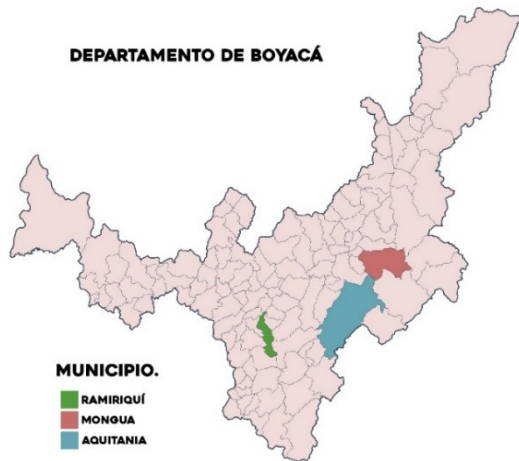 DEPARTAMENTO DE BOYACÁ
MUNICIPIO.
RAMIRIQUÍ
MONGUA
AQUITANIA